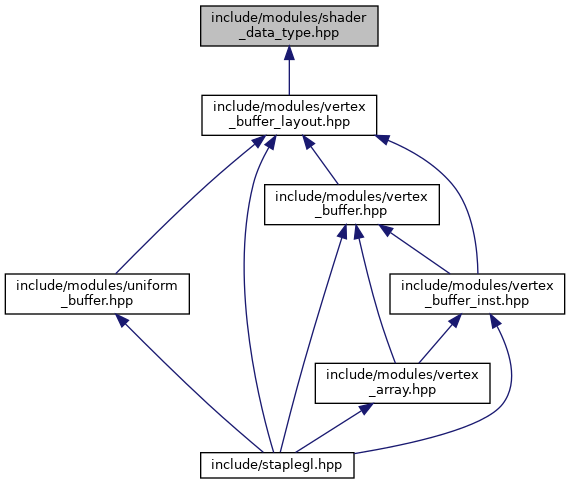 include/modules/shader
_data_type.hpp
include/modules/vertex
_buffer_layout.hpp
include/modules/vertex
_buffer.hpp
include/modules/uniform
_buffer.hpp
include/modules/vertex
_buffer_inst.hpp
include/modules/vertex
_array.hpp
include/staplegl.hpp